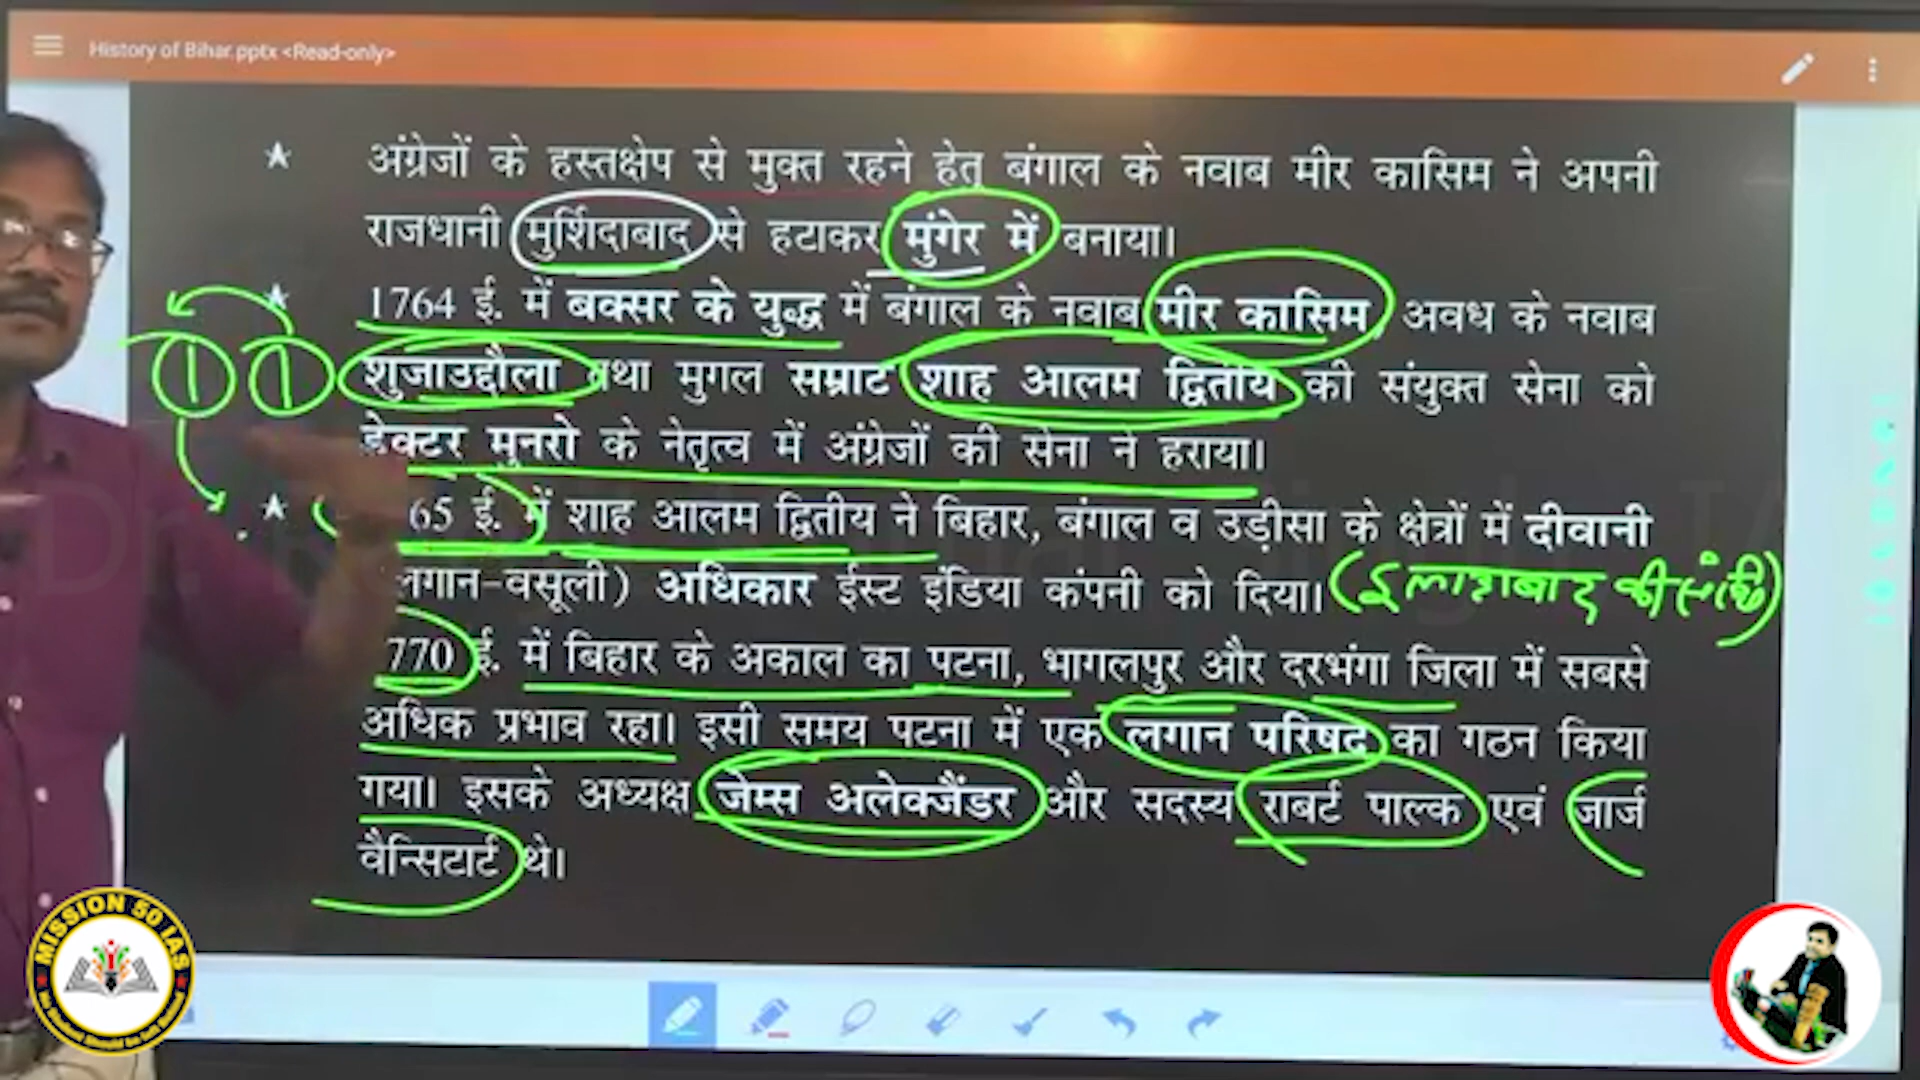 History of Bihar.pptx <Read-only>
★ अंग्रेजों के हस्तक्षेप से मुक्त रहने हेतु बंगाल के नवाब मीर कासिम ने अपनी
राजधानी मुर्शिदाबाद से हटाकर मुंगेर में बनाया।
★ 1764 ई. में बक्सर के युद्ध में बंगाल के नवाब मीर कासिम अवध के नवाब
शुजाउद्दौला तथा मुगल सम्राट शाह आलम द्वितीय की संयुक्त सेना को
हेक्टर मुनरो के नेतृत्व में अंग्रेजों की सेना ने हराया।
★ 65 ई. में शाह आलम द्वितीय ने बिहार, बंगाल व उड़ीसा के क्षेत्रों में दीवानी
लगान-वसूली) अधिकार ईस्ट इंडिया कंपनी को दिया। (इलाहाबाद की संधि)
770 ई. में बिहार के अकाल का पटना, भागलपुर और दरभंगा जिला में सबसे
अधिक प्रभाव रहा। इसी समय पटना में एक लगान परिषद का गठन किया
गया। इसके अध्यक्ष जेम्स अलेक्जैंडर और सदस्य राबर्ट पाल्क एवं जार्ज
वैन्सिटार्ट थे।
1 1
MISSION 50 IAS